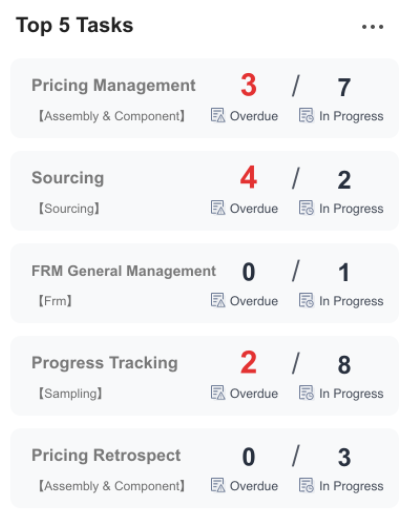 Top 5 Tasks ...
Pricing Management 3 / 7
【Assembly & Component】 Overdue In Progress
Sourcing 4 / 2
【Sourcing】 Overdue In Progress
FRM General Management 0 / 1
【Frm】 Overdue In Progress
Progress Tracking 2 / 8
【Sampling】 Overdue In Progress
Pricing Retrospect 0 / 3
【Assembly & Component】 Overdue In Progress